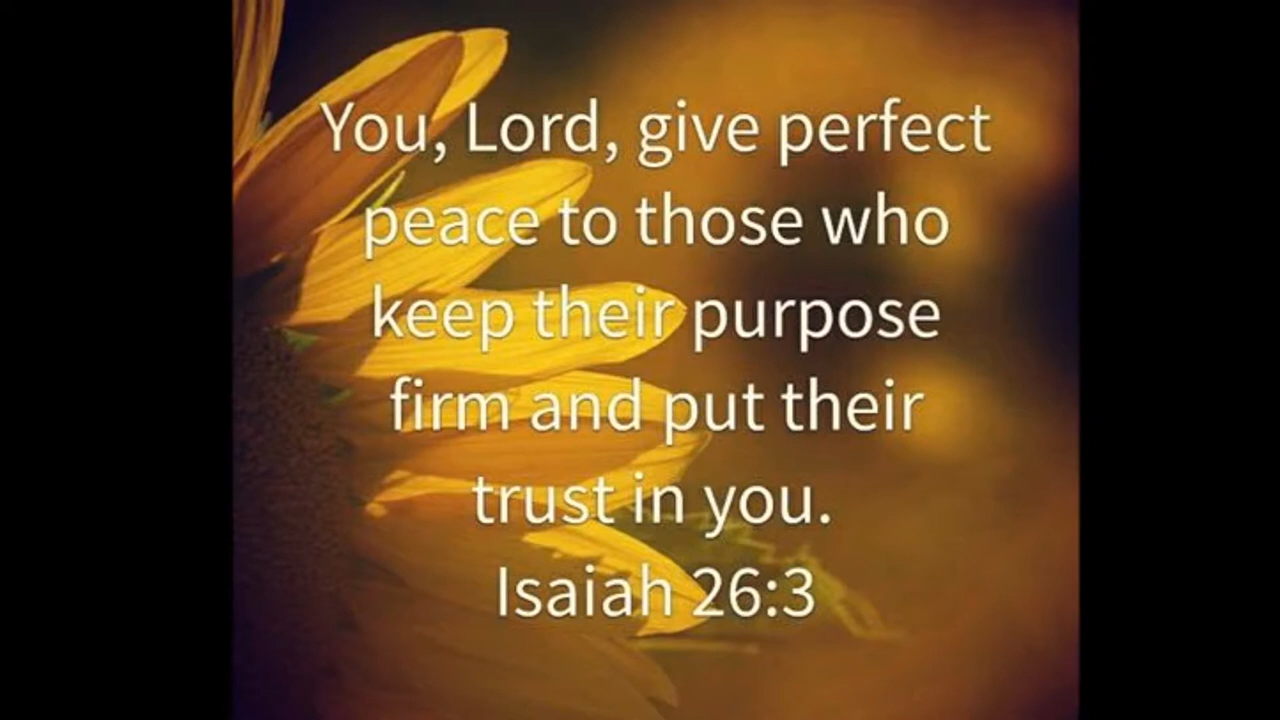 You, Lord, give perfect
peace to those who
keep their purpose
firm and put their
trust in you.
Isaiah 26:3